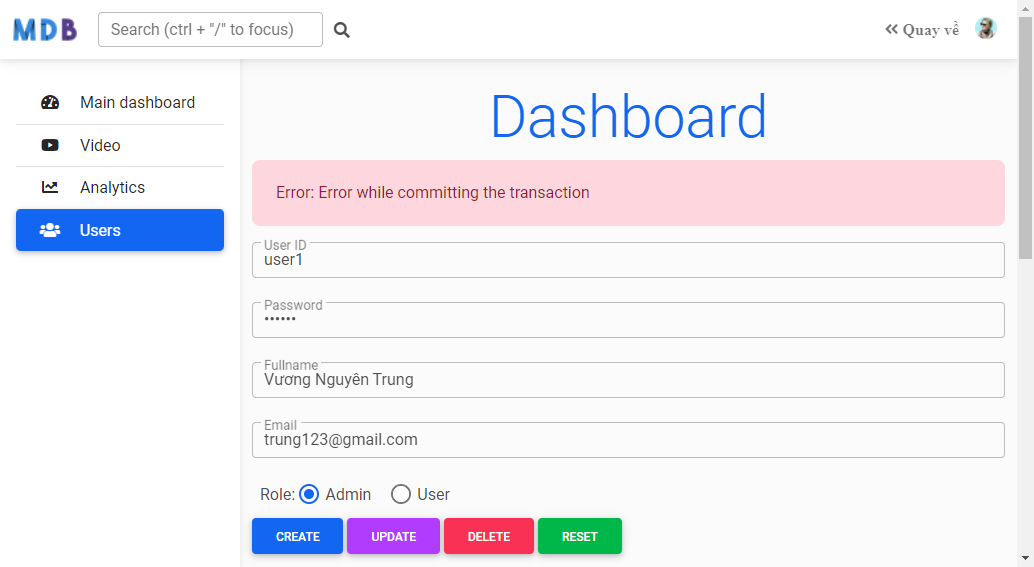 MDB
Search (ctrl + "/" to focus)
Quay về
Main dashboard
Video
Analytics
Users
Dashboard
Error: Error while committing the transaction
User ID
user1
Password
••••••
Fullname
Vương Nguyên Trung
Email
trung123@gmail.com
Role: Admin User
CREATE UPDATE DELETE RESET